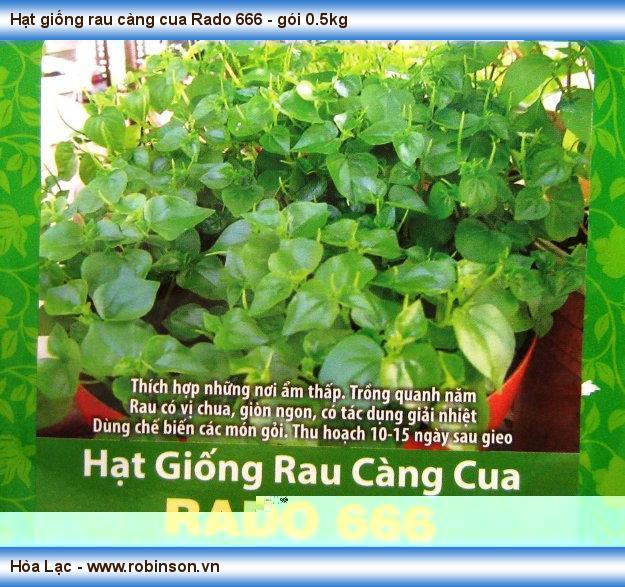 Hạt giống rau càng cua Rado 666 - gói 0.5kg
Thích hợp những nơi ẩm thấp. Trồng quanh năm
Rau có vị chua, giòn ngon, có tác dụng giải nhiệt
Dùng chế biến các món gỏi. Thu hoạch 10-15 ngày sau gieo
Hạt Giống Rau Càng Cua
RADO 666
Hòa Lạc - www.robinson.vn